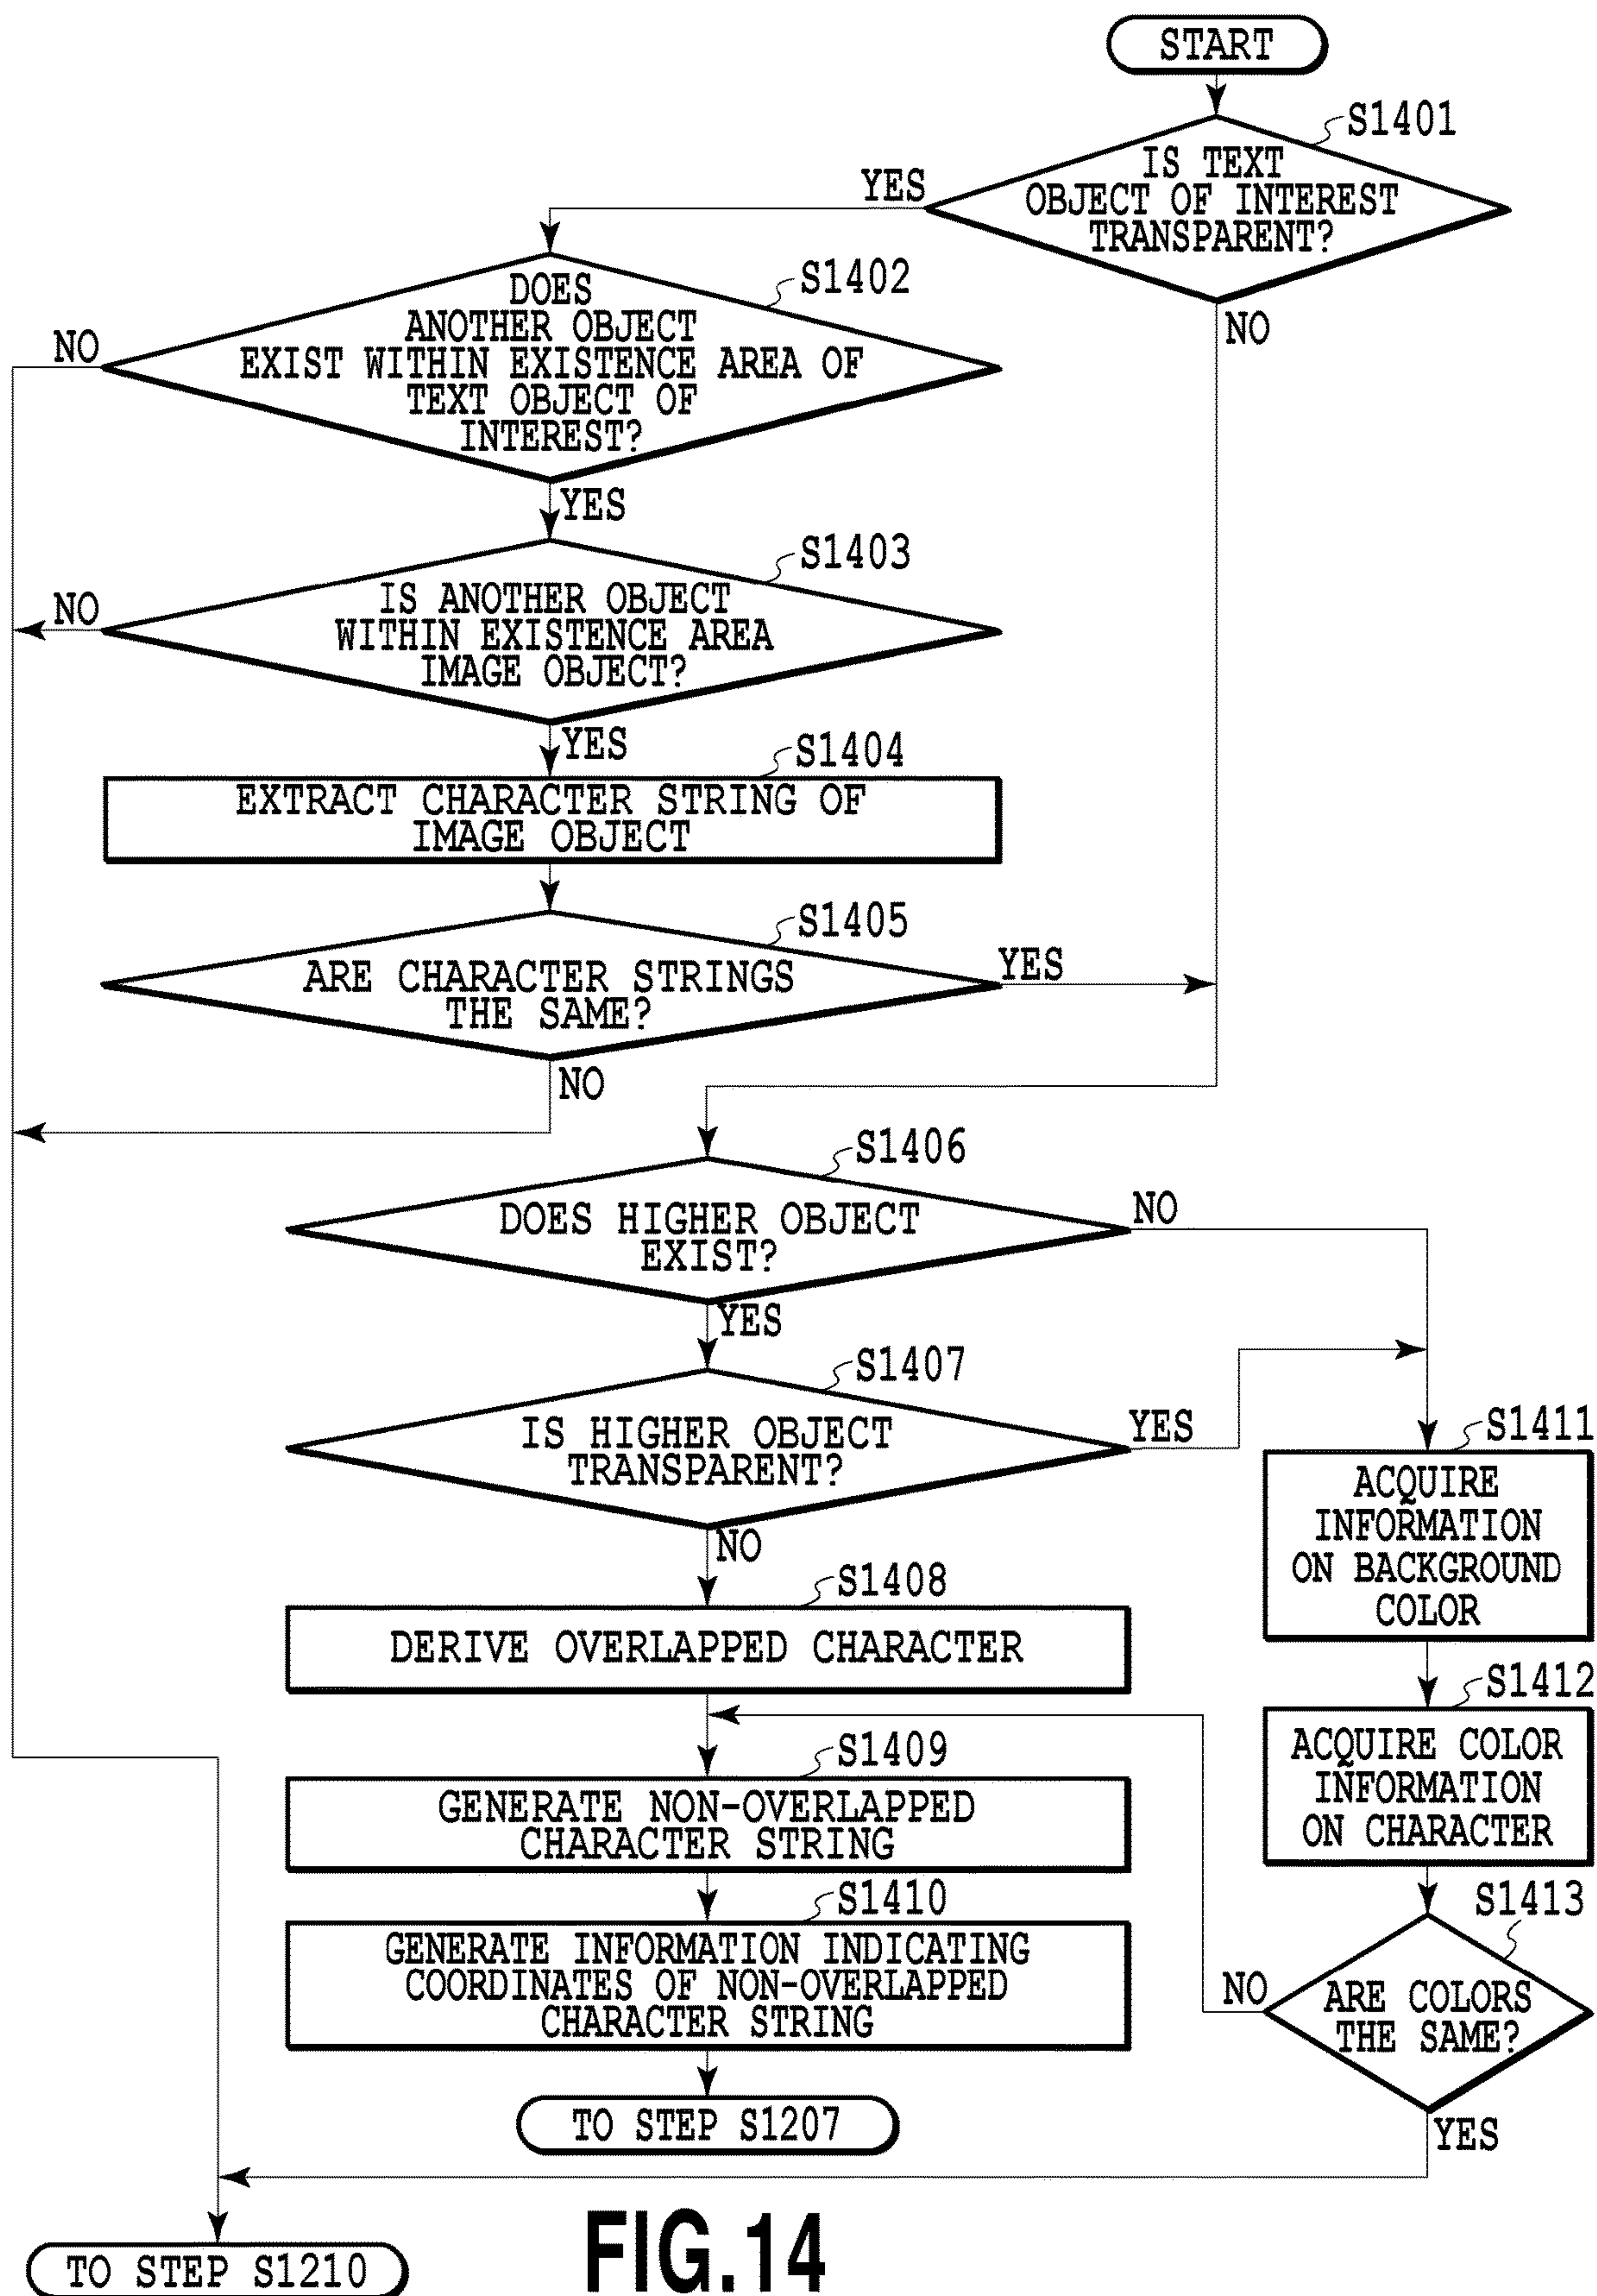 START
S1401
IS TEXT
OBJECT OF INTEREST
TRANSPARENT?
YES
NO
S1402
DOES
ANOTHER OBJECT
EXIST WITHIN EXISTENCE AREA OF
TEXT OBJECT OF
INTEREST?
NO
YES
S1403
IS ANOTHER OBJECT
WITHIN EXISTENCE AREA
IMAGE OBJECT?
NO
YES
S1404
EXTRACT CHARACTER STRING OF
IMAGE OBJECT
S1405
ARE CHARACTER STRINGS
THE SAME?
YES
NO
S1406
DOES HIGHER OBJECT
EXIST?
NO
YES
S1407
IS HIGHER OBJECT
TRANSPARENT?
YES
NO
S1408
DERIVE OVERLAPPED CHARACTER
S1409
GENERATE NON-OVERLAPPED
CHARACTER STRING
S1410
GENERATE INFORMATION INDICATING
COORDINATES OF NON-OVERLAPPED
CHARACTER STRING
TO STEP S1207
S1411
ACQUIRE
INFORMATION
ON BACKGROUND
COLOR
S1412
ACQUIRE COLOR
INFORMATION
ON CHARACTER
S1413
ARE COLORS
THE SAME?
NO
YES
TO STEP S1210
FIG.14